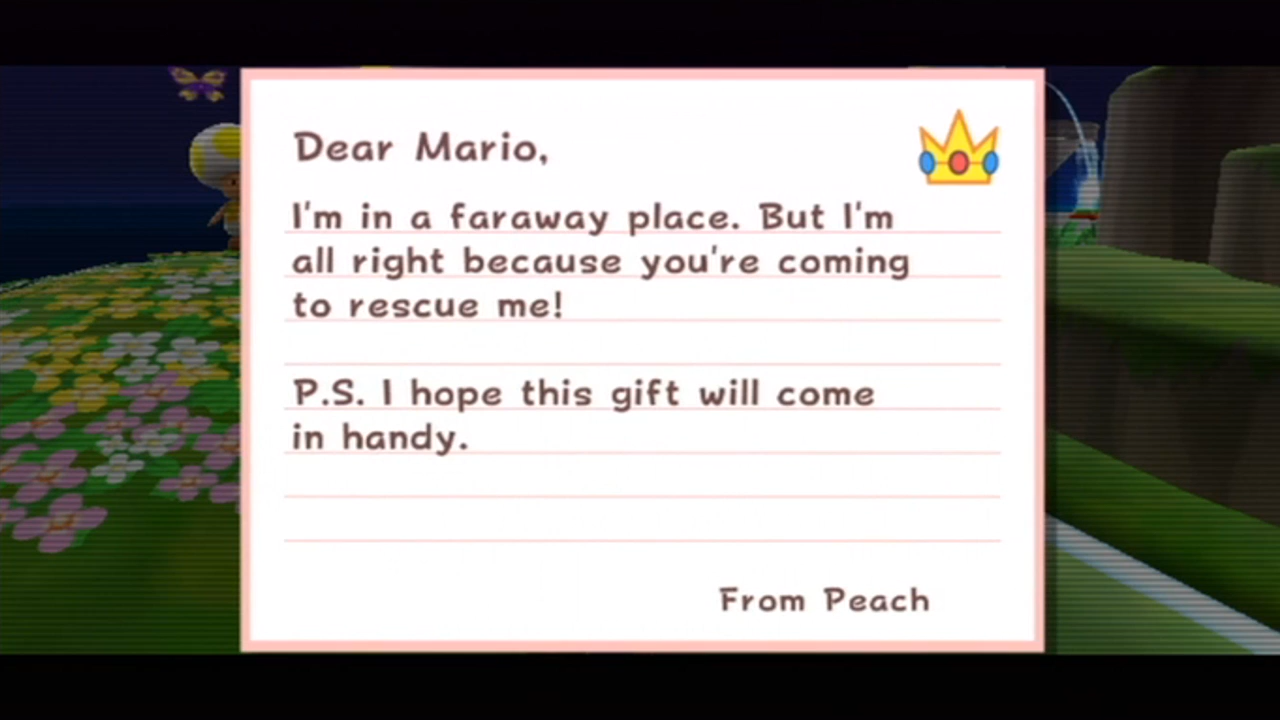 Dear Mario,
I'm in a faraway place. But I'm
all right because you're coming
to rescue me!
P.S. I hope this gift will come
in handy.
From Peach